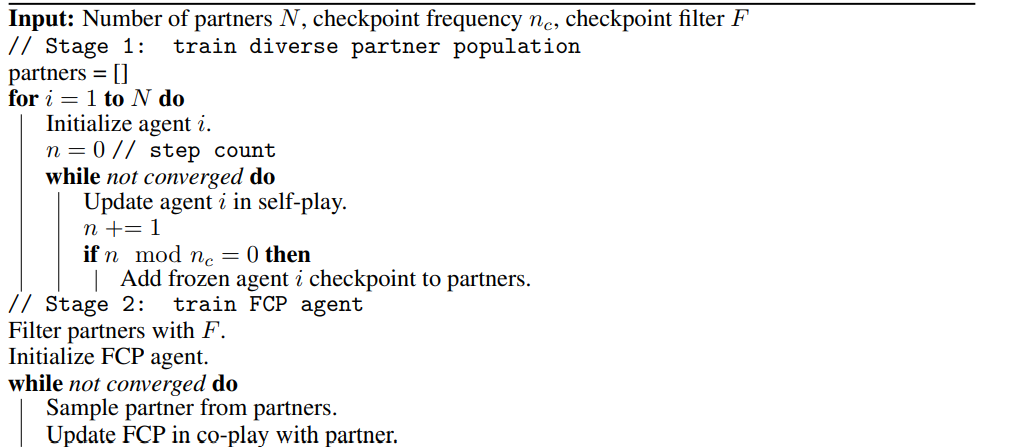 Input: Number of partners N, checkpoint frequency n_c, checkpoint filter F
// Stage 1: train diverse partner population
partners = []
for i = 1 to N do
Initialize agent i.
n = 0 // step count
while not converged do
Update agent i in self-play.
n += 1
if n mod n_c = 0 then
Add frozen agent i checkpoint to partners.
// Stage 2: train FCP agent
Filter partners with F.
Initialize FCP agent.
while not converged do
Sample partner from partners.
Update FCP in co-play with partner.